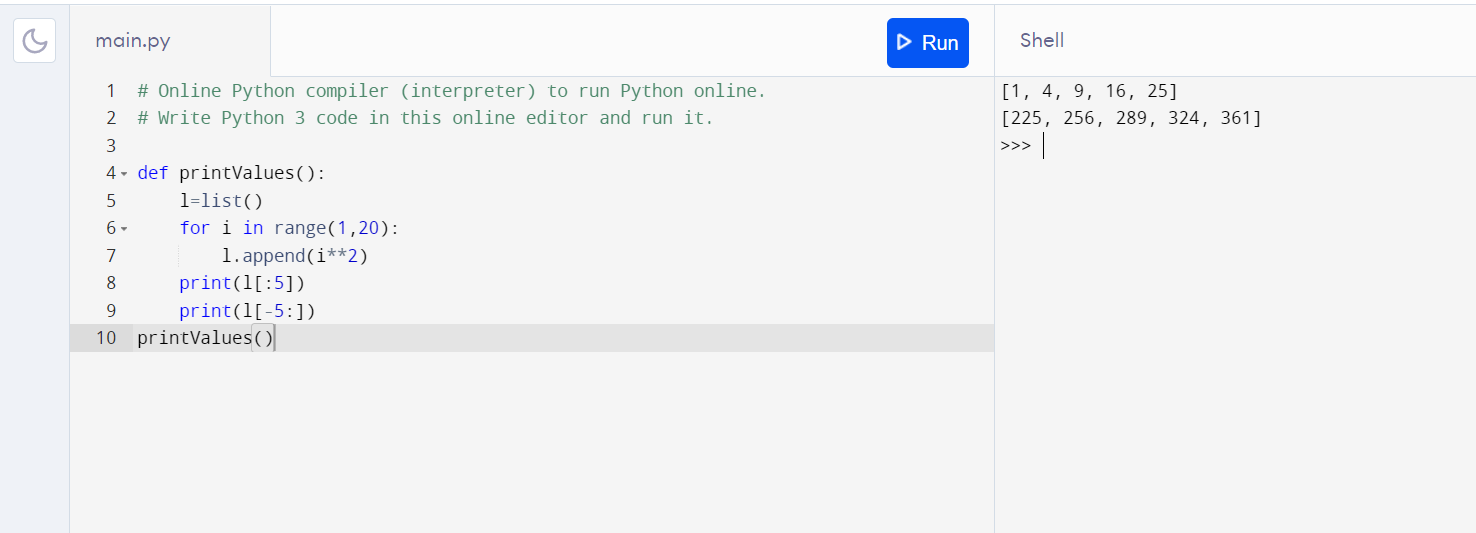 main.py
Run
Shell
1 # Online Python compiler (interpreter) to run Python online.
2 # Write Python 3 code in this online editor and run it.
3
4 def printValues():
5     l=list()
6     for i in range(1,20):
7         l.append(i**2)
8     print(l[:5])
9     print(l[-5:])
10 printValues()
[1, 4, 9, 16, 25]
[225, 256, 289, 324, 361]
>>>